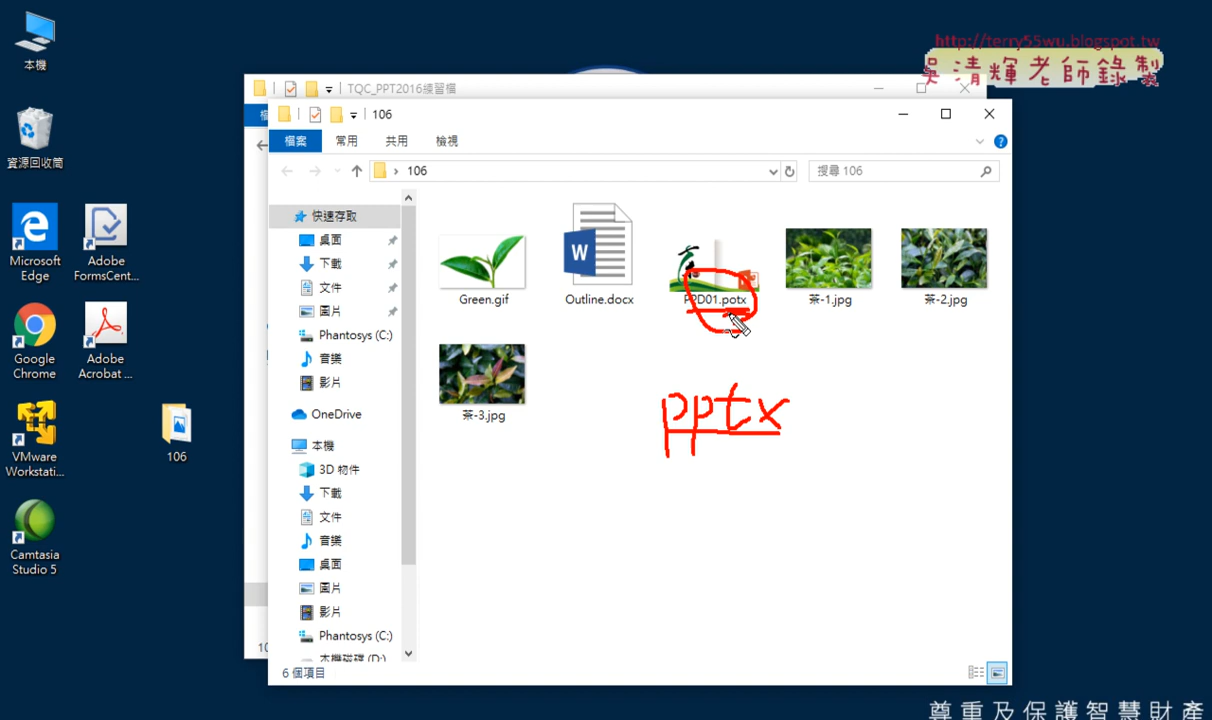 http://terry55wu.blogspot.tw
吳清輝老師錄製
本機
資源回收筒
Microsoft
Edge
Adobe
FormsCent...
Google
Chrome
Adobe
Acrobat ...
VMware
Workstati...
106
Camtasia
Studio 5
TQC_PPT2016練習檔
106
檔案
常用
共用
檢視
106
搜尋 106
快速存取
桌面
下載
文件
圖片
Phantosys (C:)
音樂
影片
OneDrive
本機
3D 物件
下載
文件
音樂
桌面
圖片
影片
Phantosys (C:)
本機磁碟 (D:)
Green.gif
Outline.docx
PPD01.potx
茶-1.jpg
茶-2.jpg
茶-3.jpg
pptx
6 個項目
尊重及保護智慧財產